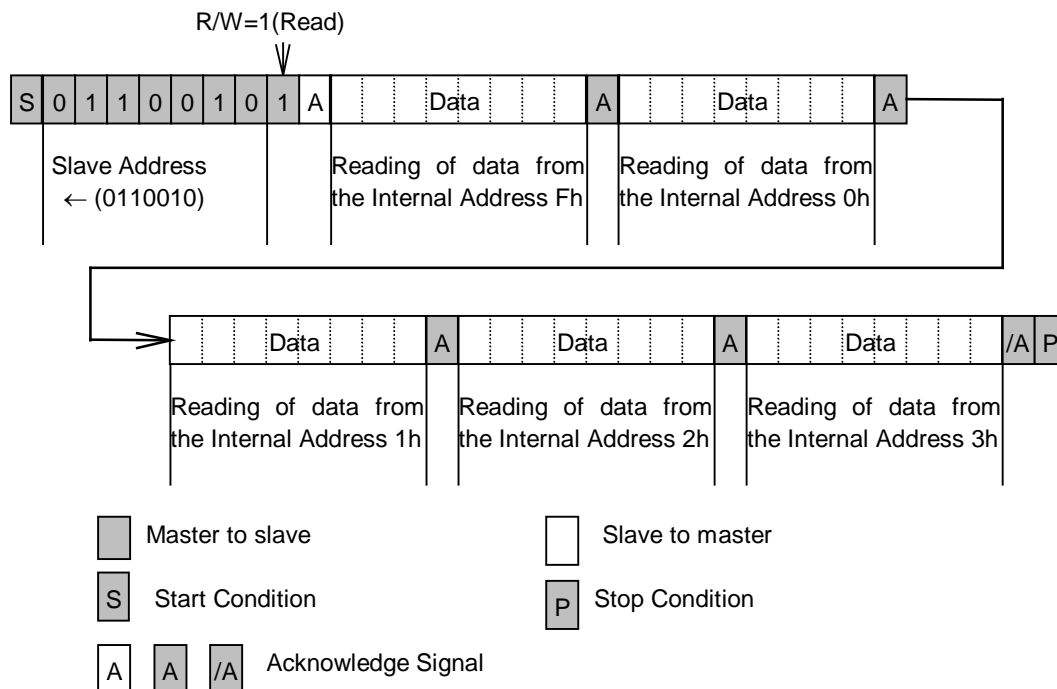 R/W=1(Read)
S 0 1 1 0 0 1 0 1 A Data A Data A
Slave Address
← (0110010)
Reading of data from
the Internal Address Fh
Reading of data from
the Internal Address 0h
Data A Data A Data /A P
Reading of data from
the Internal Address 1h
Reading of data from
the Internal Address 2h
Reading of data from
the Internal Address 3h
Master to slave
Slave to master
S Start Condition
P Stop Condition
A A /A Acknowledge Signal